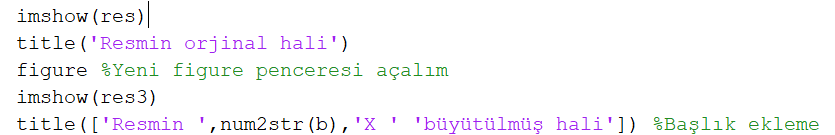 imshow(res)
title('Resmin orjinal hali')
figure %Yeni figure penceresi açalım
imshow(res3)
title(['Resmin ',num2str(b),'X ' 'büyütülmüş hali']) %Başlık ekleme